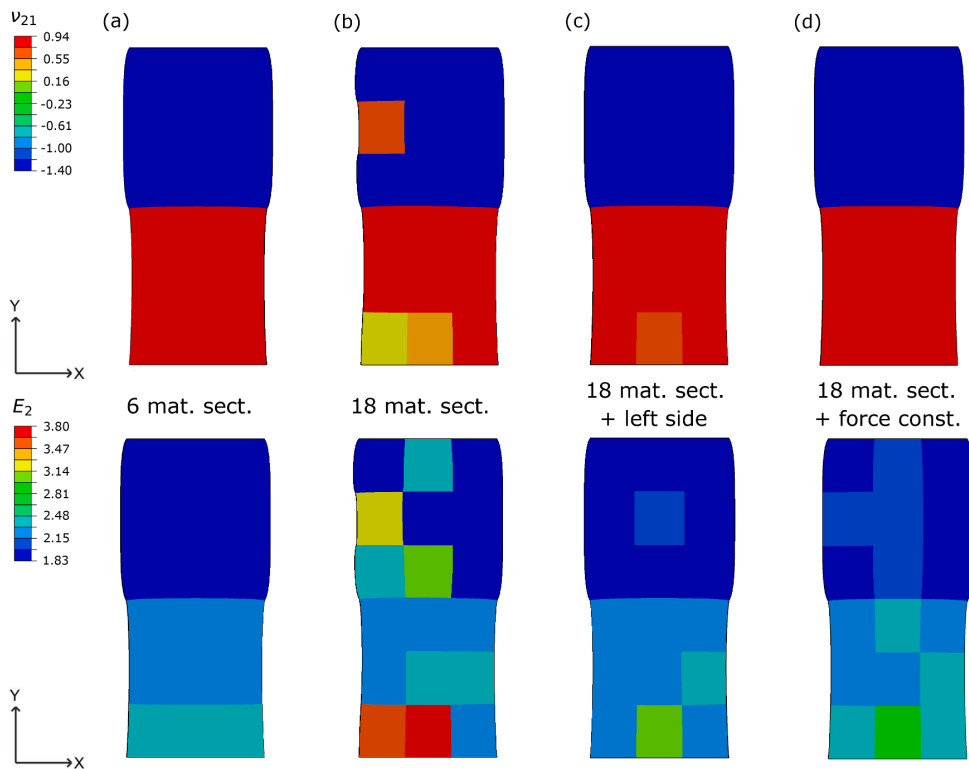 ν21 (a) (b) (c) (d)
0.94
0.55
0.16
-0.23
-0.61
-1.00
-1.40
Y
X
E2 6 mat. sect. 18 mat. sect. 18 mat. sect. 18 mat. sect.
+ left side + force const.
3.80
3.47
3.14
2.81
2.48
2.15
1.83
Y
X